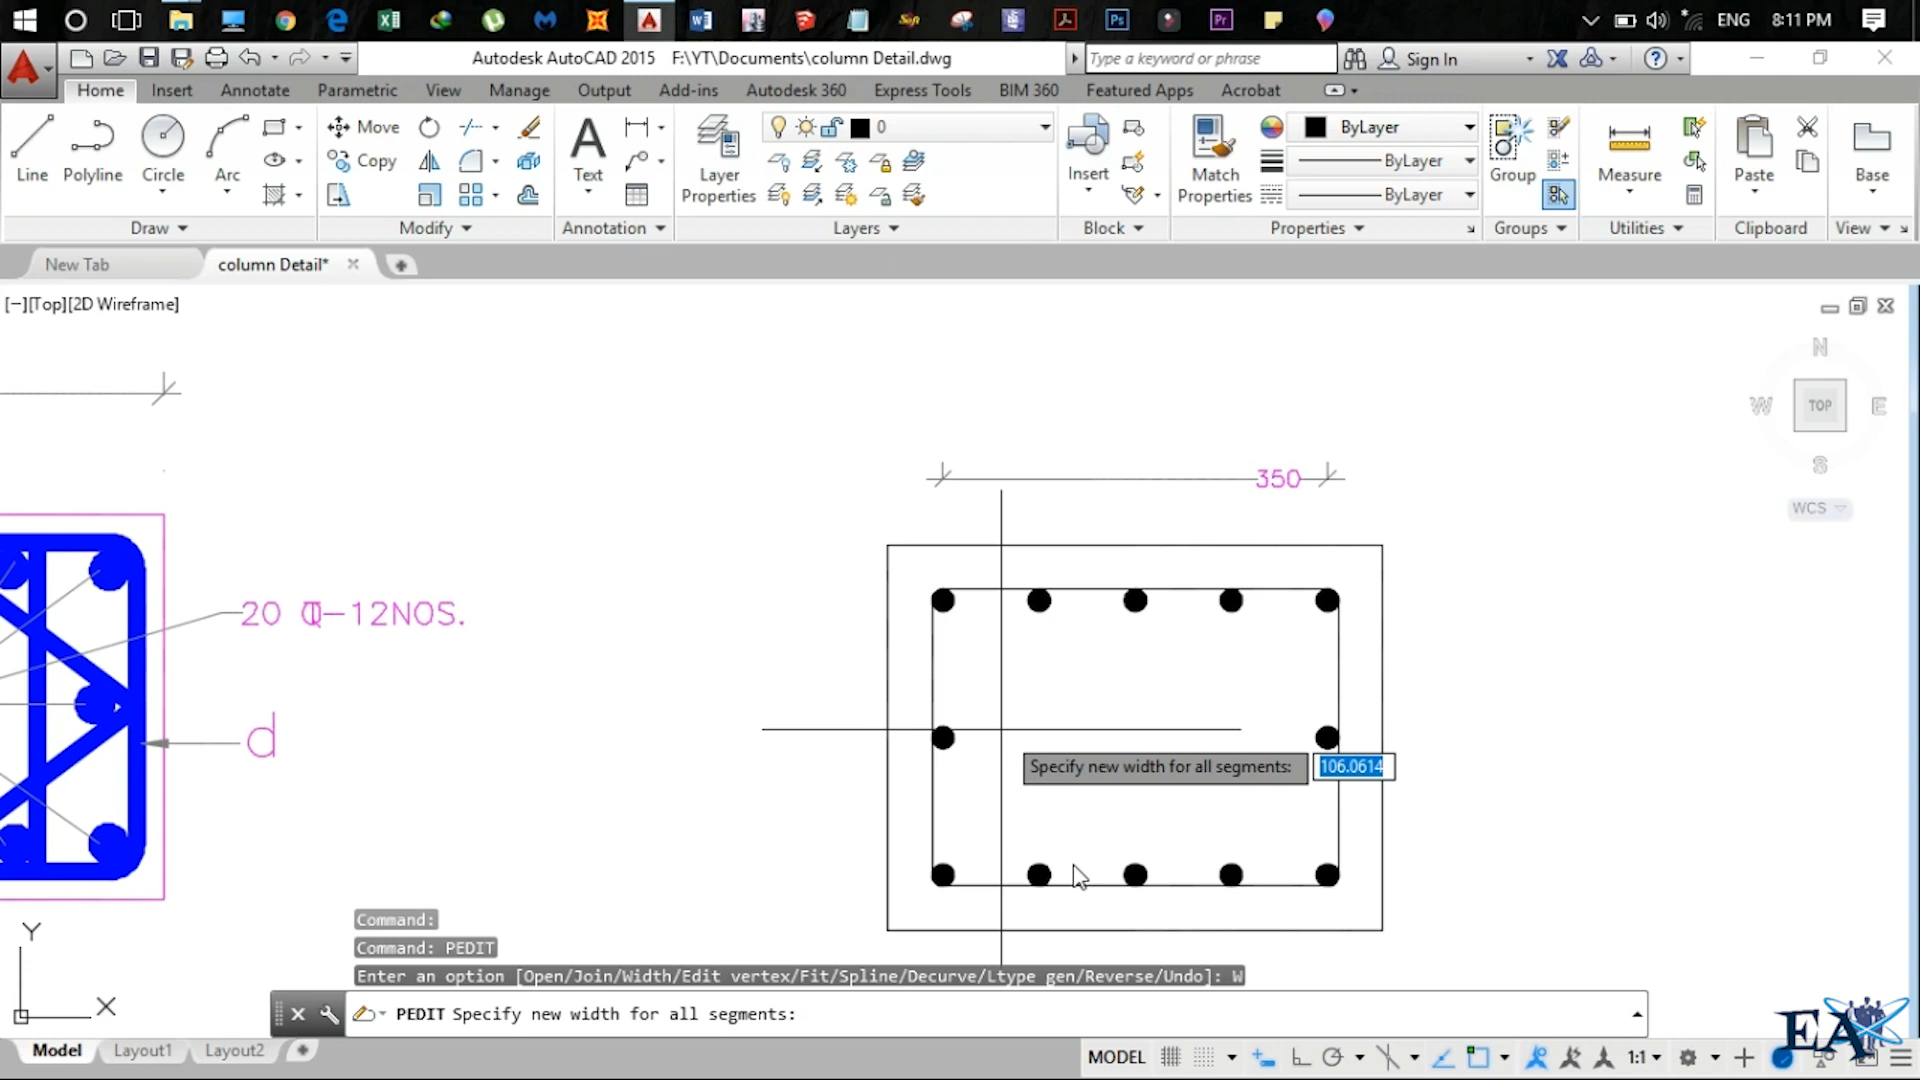 ENG 8:11 PM
Autodesk AutoCAD 2015 F:\YT\Documents\column Detail.dwg
Type a keyword or phrase
Sign In
Home Insert Annotate Parametric View Manage Output Add-ins Autodesk 360 Express Tools BIM 360 Featured Apps Acrobat
Line Polyline Circle Arc
Move
Copy
Text
Layer
Properties
0
Insert
Match
Properties
ByLayer
ByLayer
ByLayer
Group
Measure
Paste
Base
Draw Modify Annotation Layers Block Properties Groups Utilities Clipboard View
New Tab column Detail*
[−][Top][2D Wireframe]
N
W TOP E
S
WCS
350
20 Φ-12NOS.
d
Specify new width for all segments: 106.0614
Y
X
Command:
Command: PEDIT
Enter an option [Open/Join/Width/Edit vertex/Fit/Spline/Decurve/Ltype gen/Reverse/Undo]: W
PEDIT Specify new width for all segments:
Model Layout1 Layout2
MODEL 1:1
EA